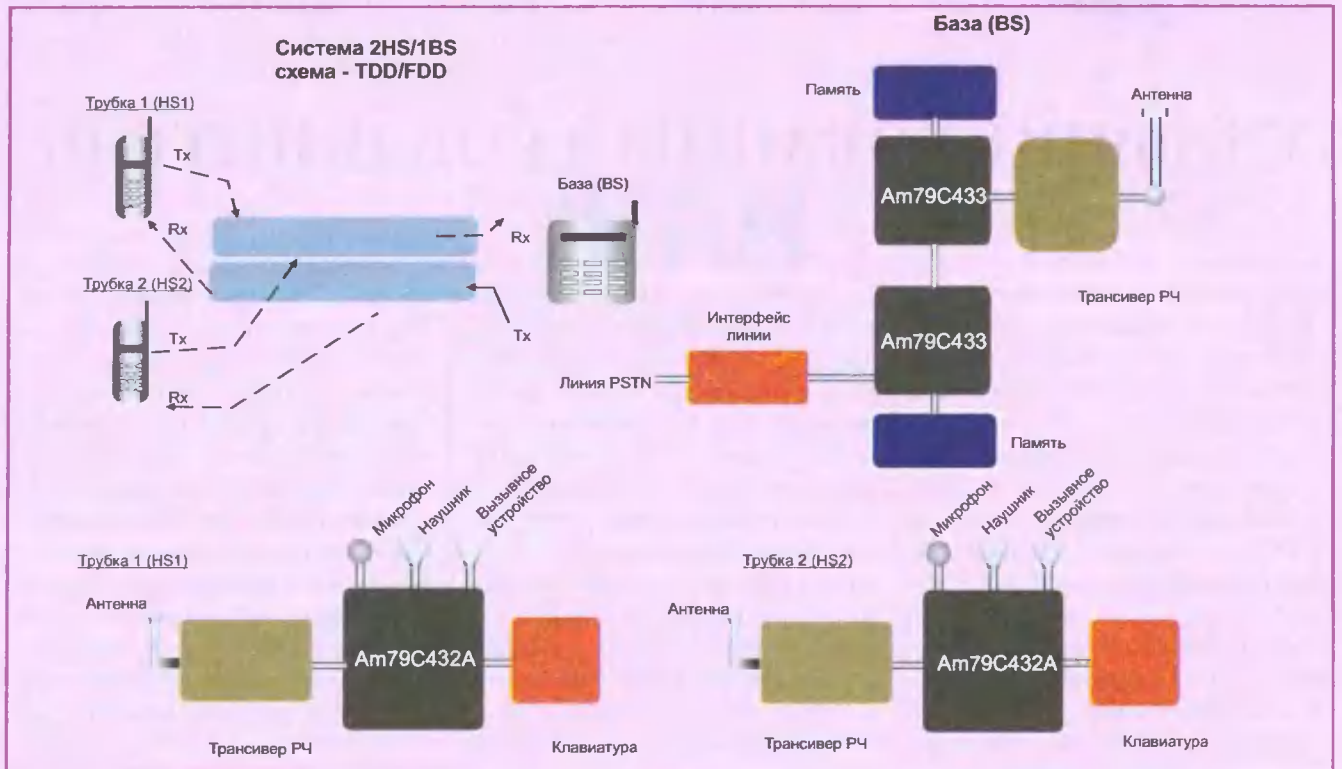 Система 2HS/1BS
схема - TDD/FDD
Трубка 1 (HS1)
Tx
Rx
Трубка 2 (HS2)
Tx
Rx
База (BS)
Rx
Tx
База (BS)
Память
Антенна
Am79C433
Трансивер РЧ
Am79C433
Интерфейс
линии
Линия PSTN
Память
Трубка 1 (HS1)
Микрофон
Наушник
Вызывное
устройство
Антенна
Am79C432A
Трансивер РЧ
Клавиатура
Трубка 2 (HS2)
Микрофон
Наушник
Вызывное
устройство
Антенна
Am79C432A
Трансивер РЧ
Клавиатура